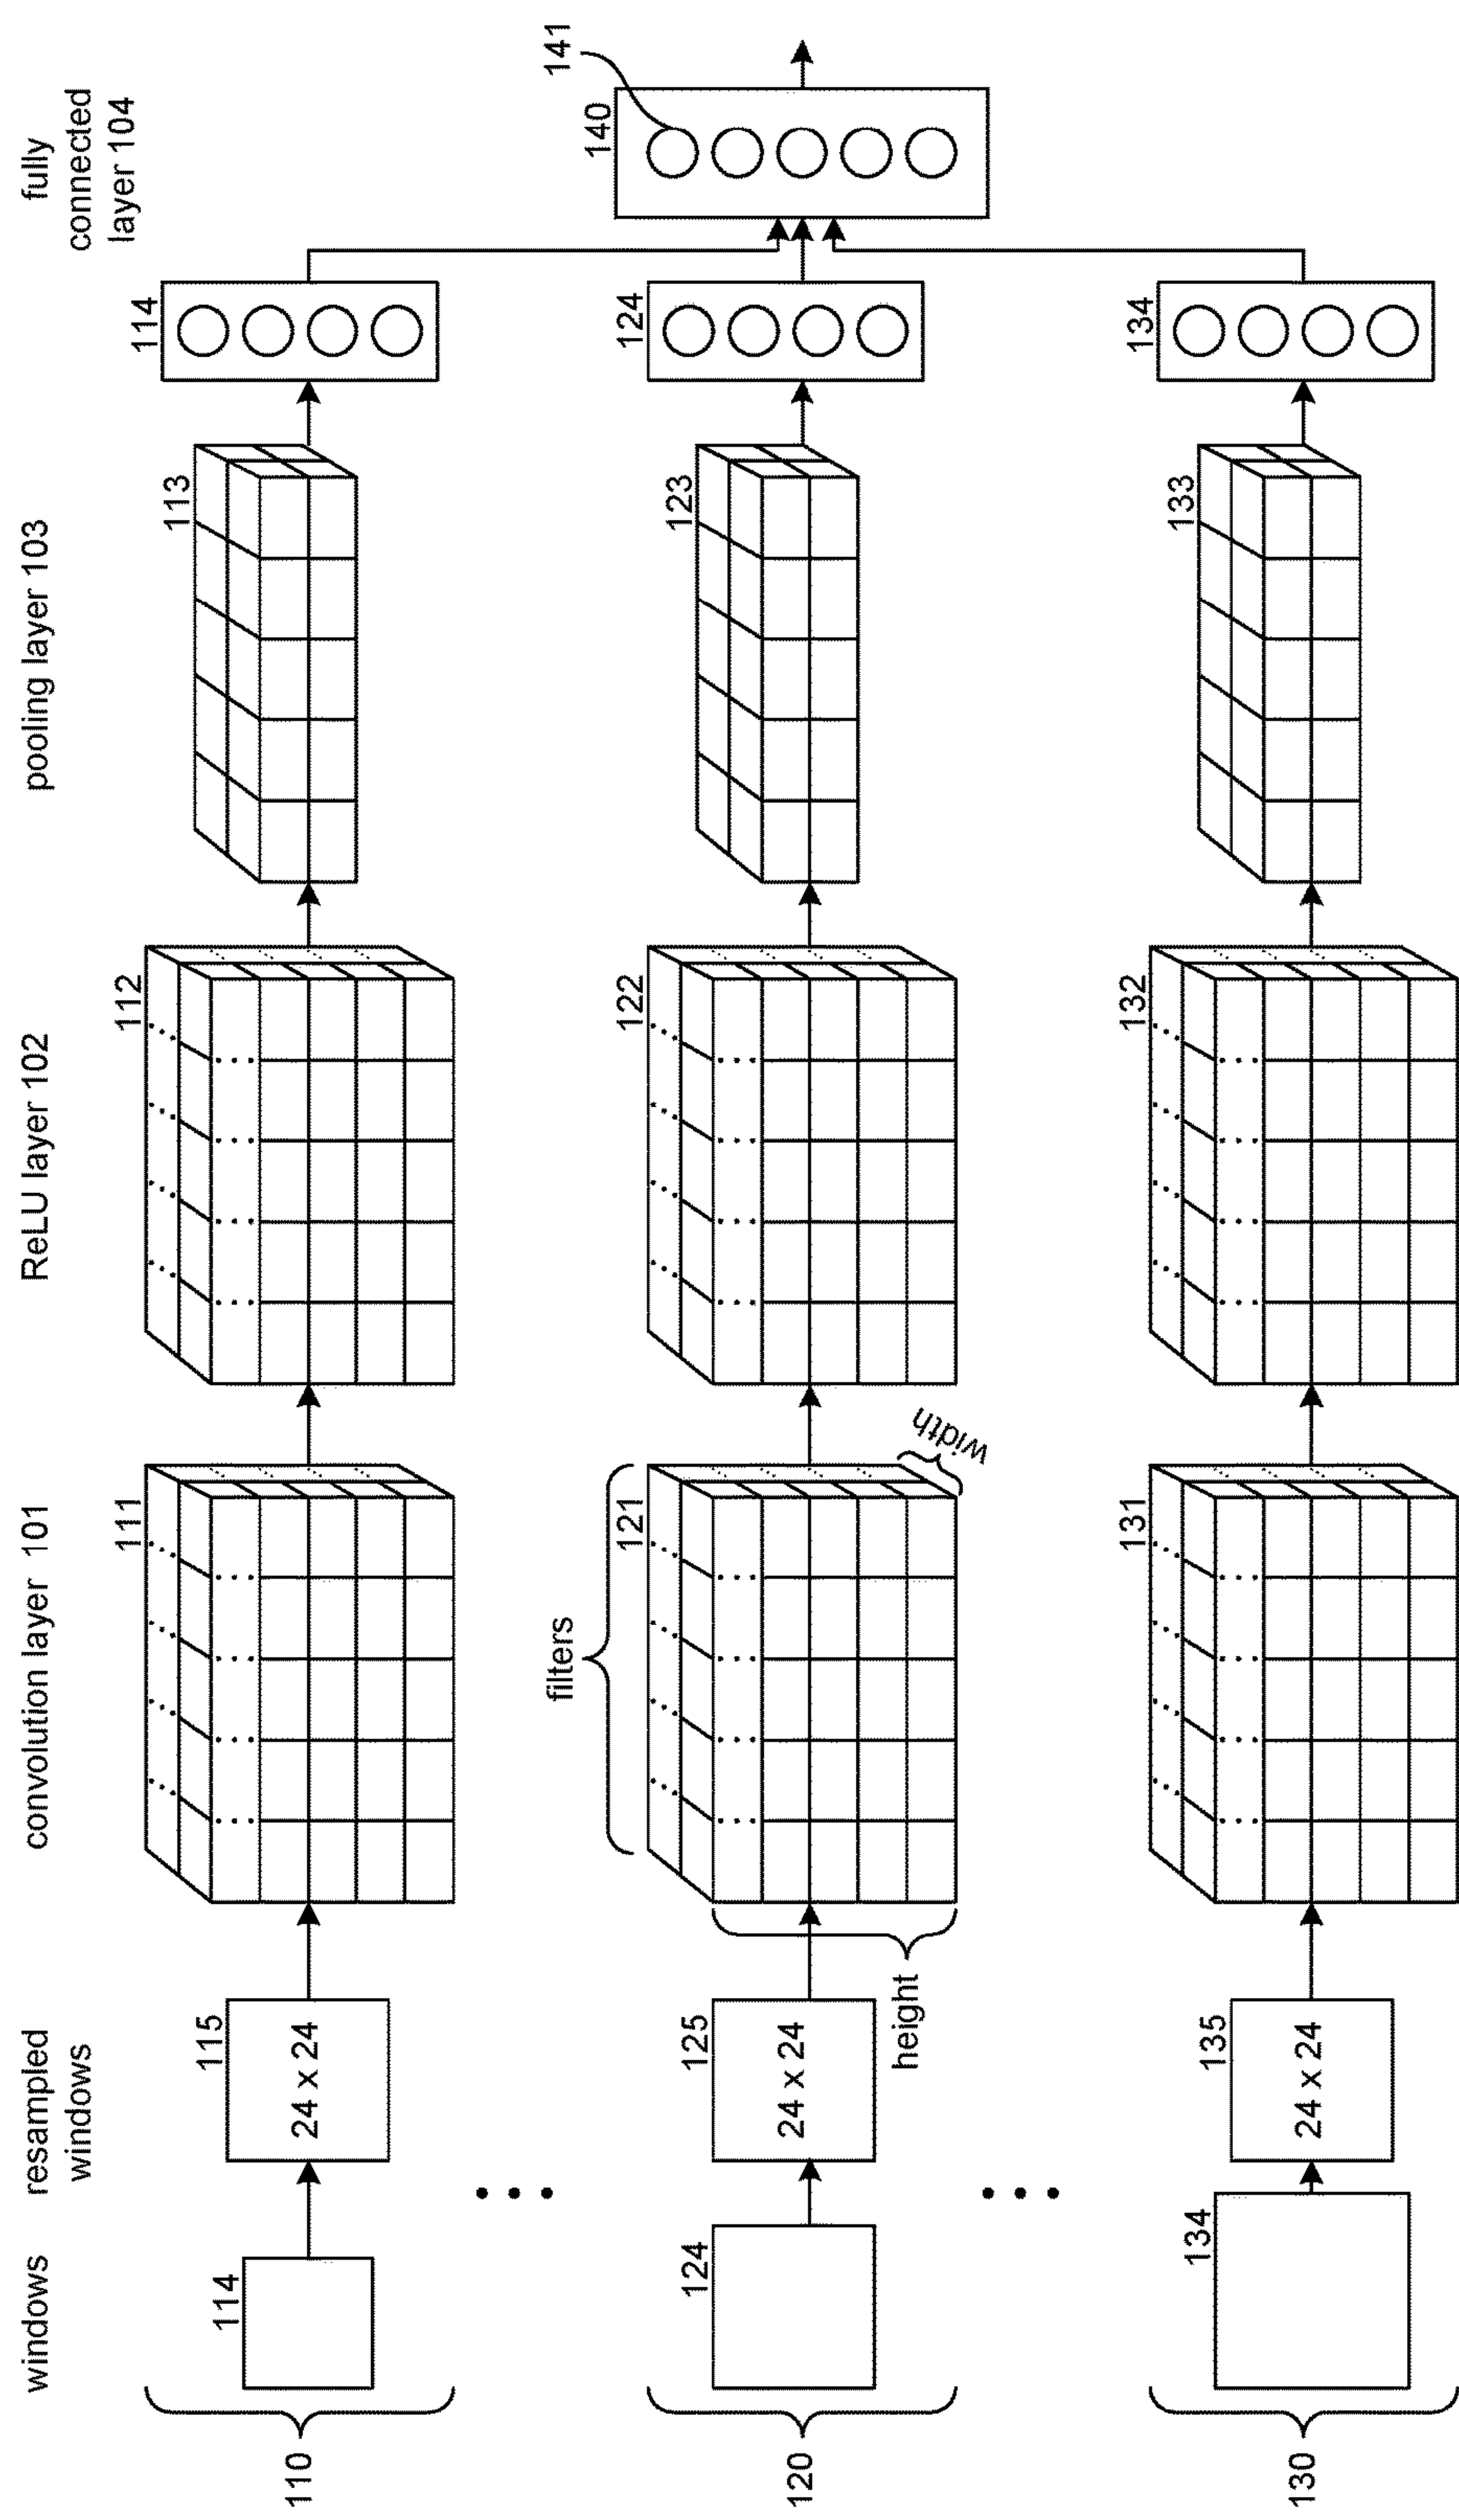 windows
resampled
windows
convolution layer 101
ReLU layer 102
pooling layer 103
fully
connected
layer 104
110
114
115
24 x 24
111
112
113
114
140
141
120
124
125
24 x 24
height
filters
121
width
122
123
124
130
134
135
24 x 24
131
132
133
134